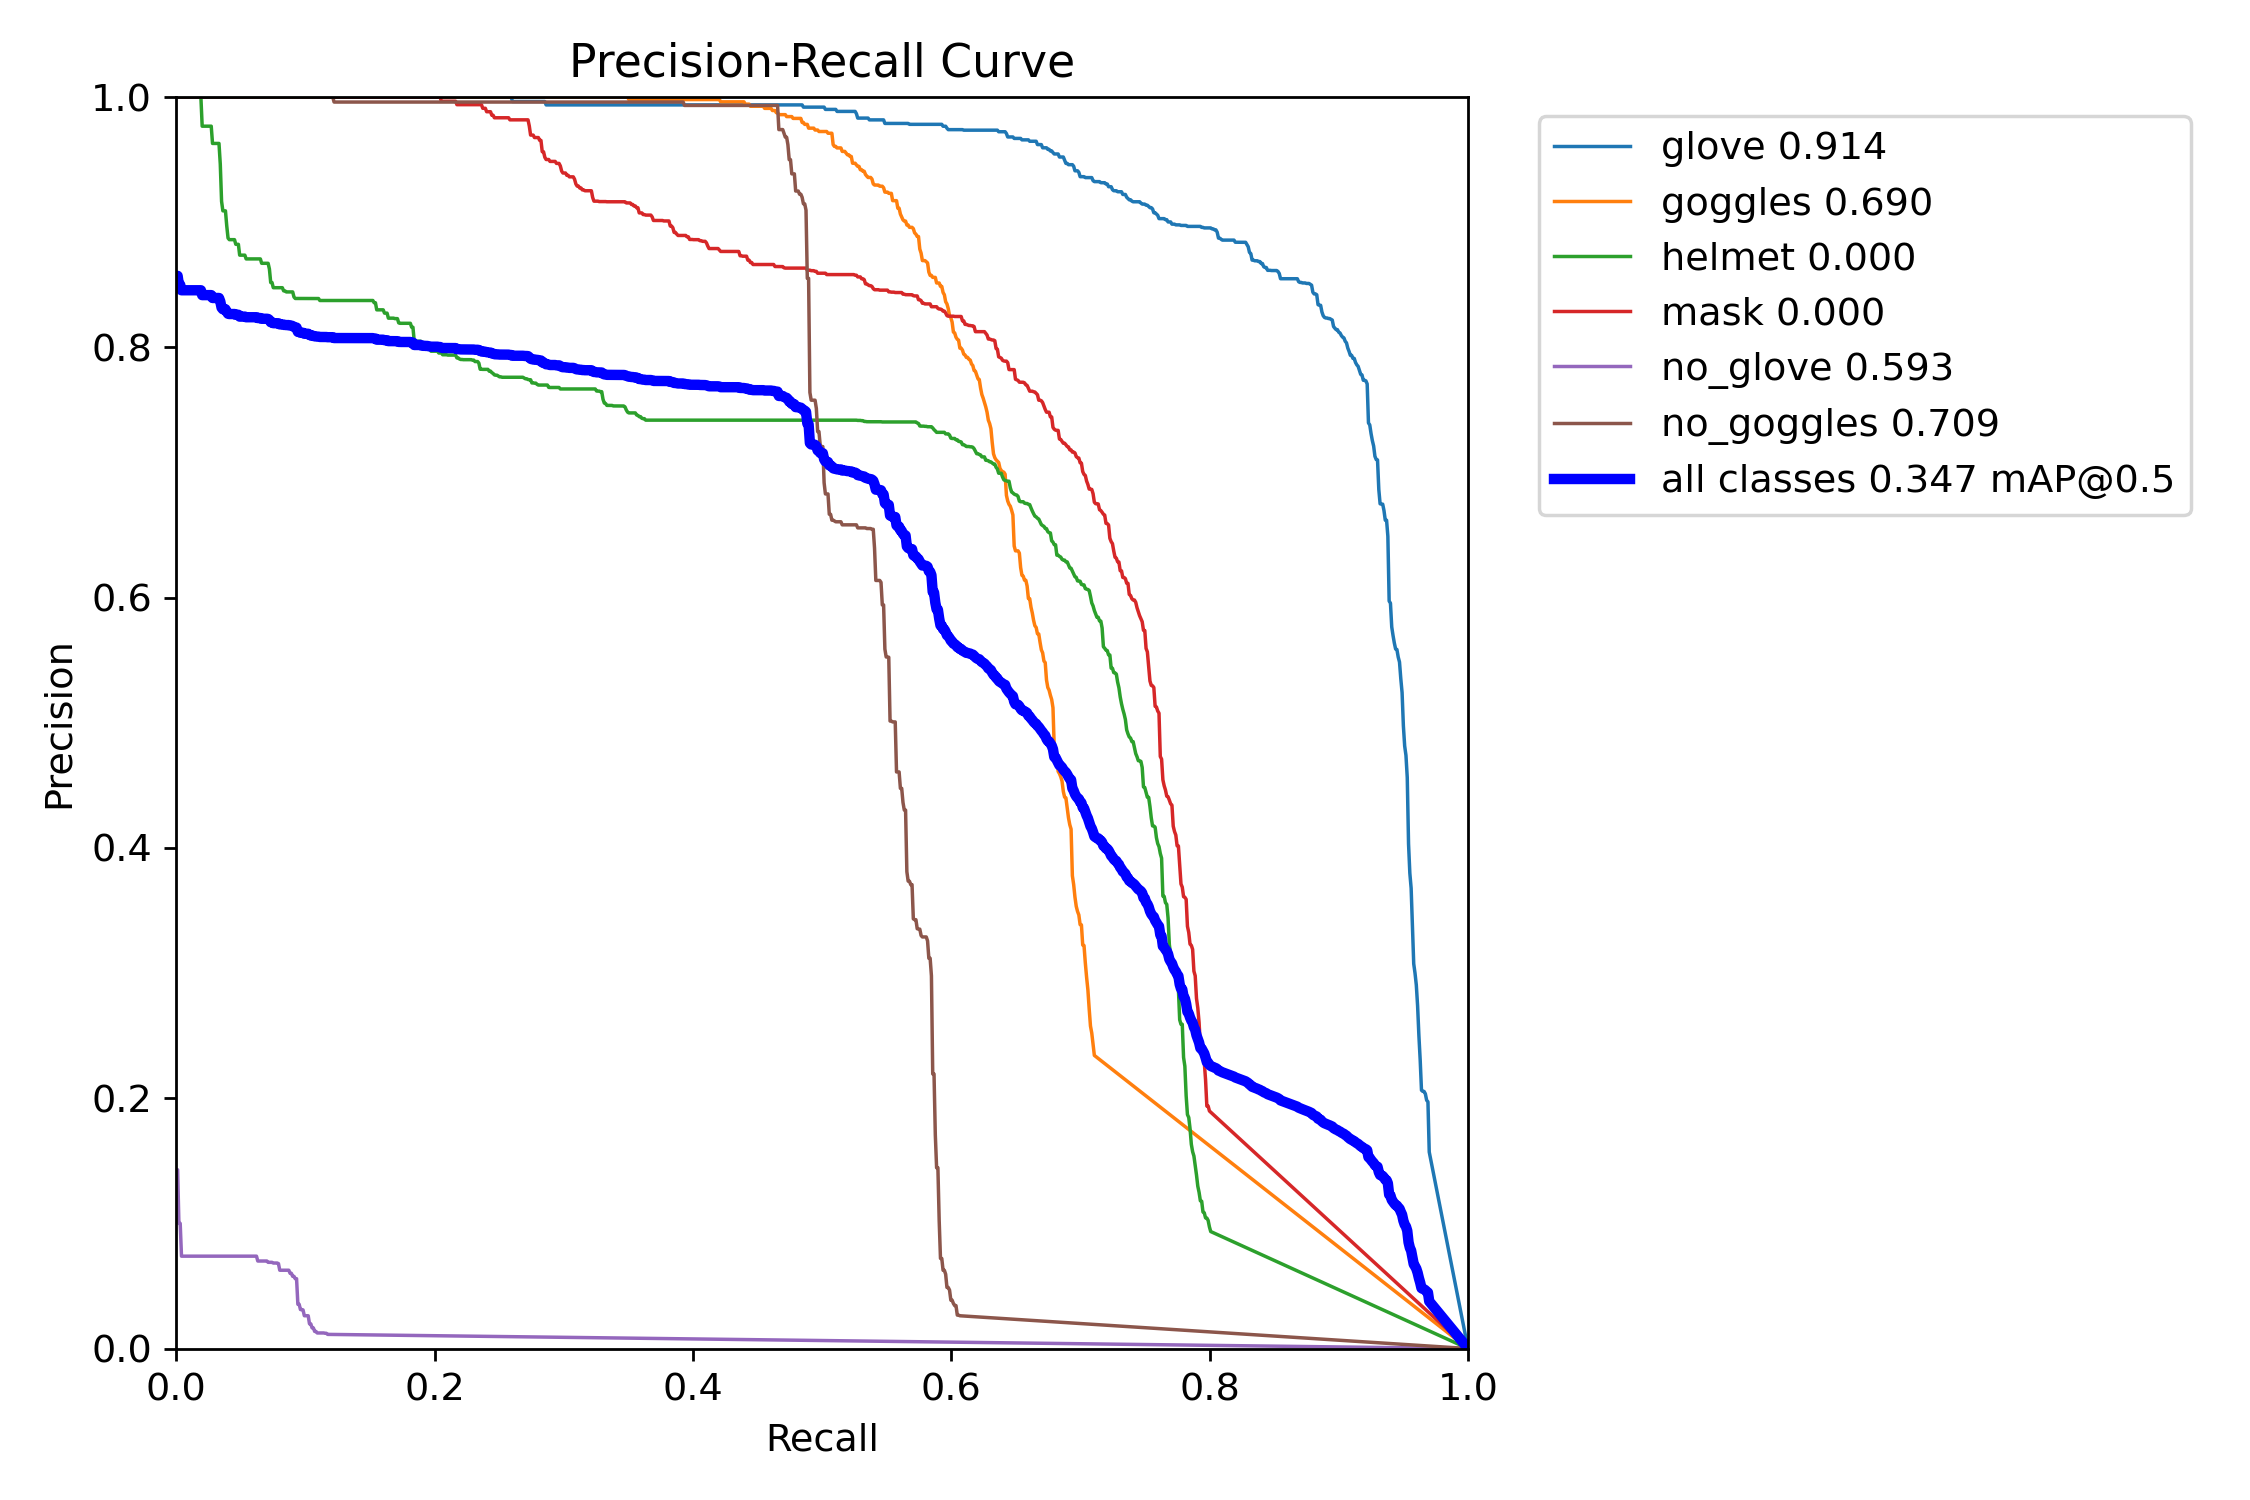 Precision-Recall Curve
1.0
0.8
0.6
0.4
0.2
0.0
Precision
0.0 0.2 0.4 0.6 0.8 1.0
Recall
glove 0.914
goggles 0.690
helmet 0.000
mask 0.000
no_glove 0.593
no_goggles 0.709
all classes 0.347 mAP@0.5